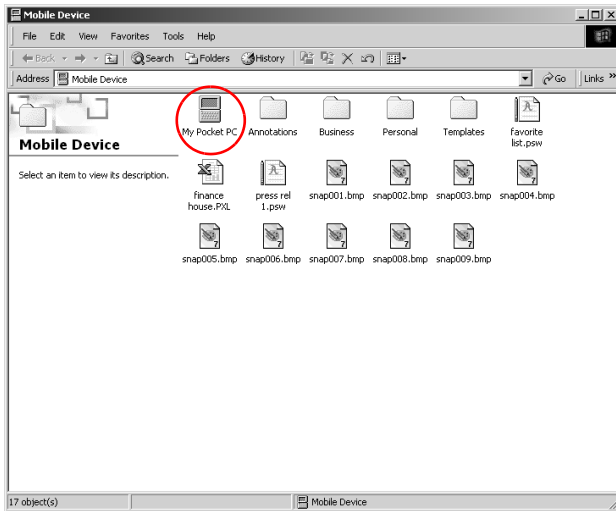 Mobile Device
File Edit View Favorites Tools Help
Back Search Folders History
Address Mobile Device Go Links »
Mobile Device
Select an item to view its description.
My Pocket PC Annotations Business Personal Templates favorite
list.psw
finance press rel snap001.bmp snap002.bmp snap003.bmp snap004.bmp
house.PXL 1.psw
snap005.bmp snap006.bmp snap007.bmp snap008.bmp snap009.bmp
17 object(s) Mobile Device